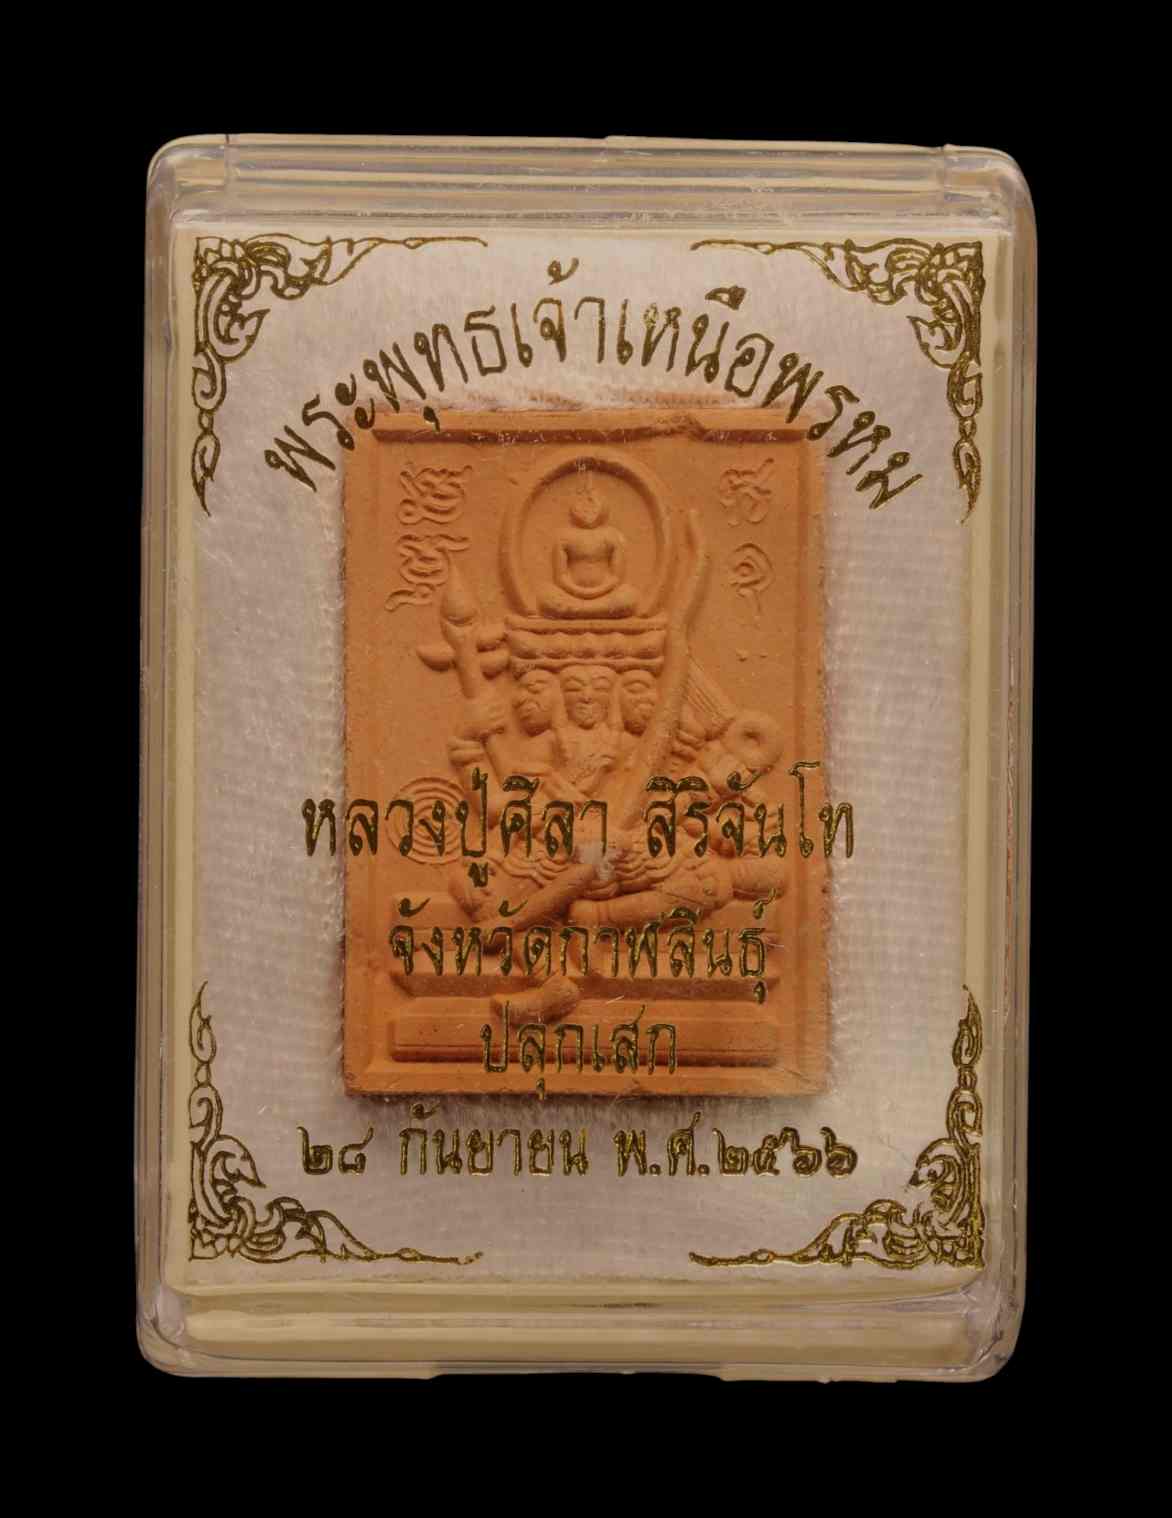 พระพุทธเจ้าเหนือพรหม
หลวงปู่ศิลา สิริจันโท
จังหวัดกาฬสินธุ์
ปลุกเสก
๒๘ กันยายน พ.ศ.๒๕๖๖